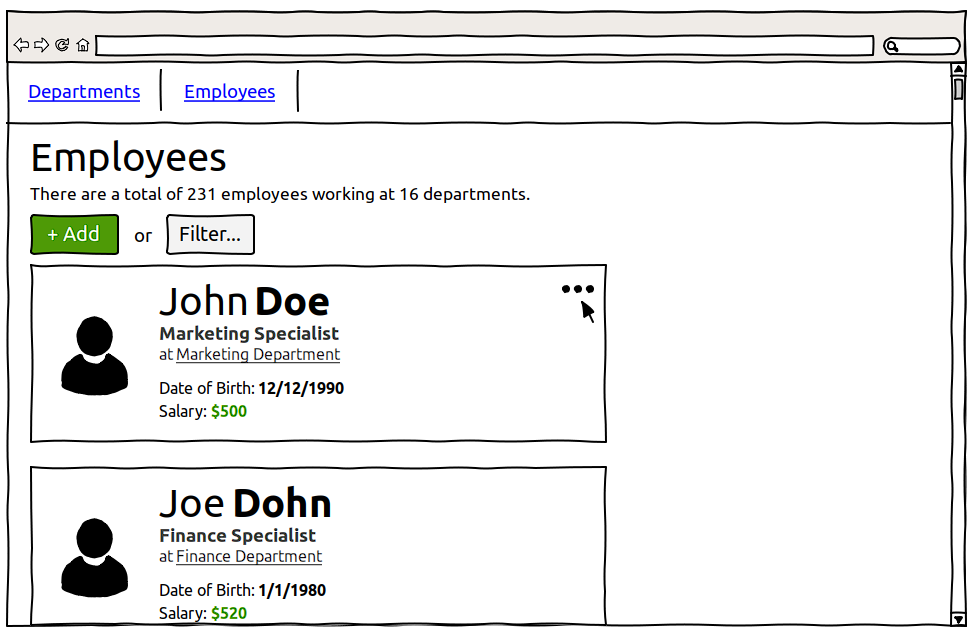 Departments
Employees
Employees
There are a total of 231 employees working at 16 departments.
+ Add or Filter...
John Doe
Marketing Specialist
at Marketing Department
Date of Birth: 12/12/1990
Salary: $500
Joe Dohn
Finance Specialist
at Finance Department
Date of Birth: 1/1/1980
Salary: $520